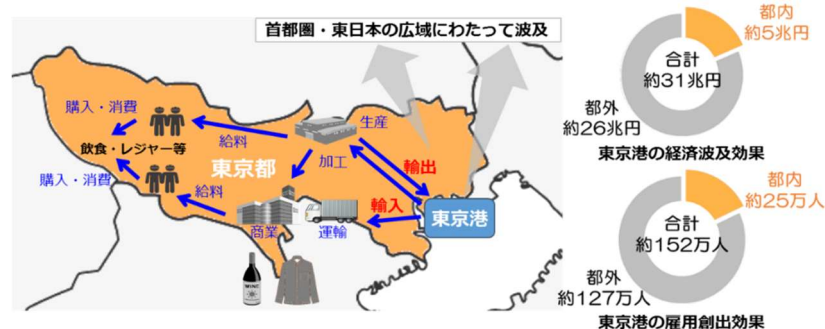 首都圏・東日本の広域にわたって波及
購入・消費
飲食・レジャー等
購入・消費
給料
給料
東京都
生産
加工
輸出
輸入
東京港
商業
運輸
WINE
都内
約5兆円
合計
約31兆円
都外
約26兆円
東京港の経済波及効果
都内
約25万人
合計
約152万人
都外
約127万人
東京港の雇用創出効果